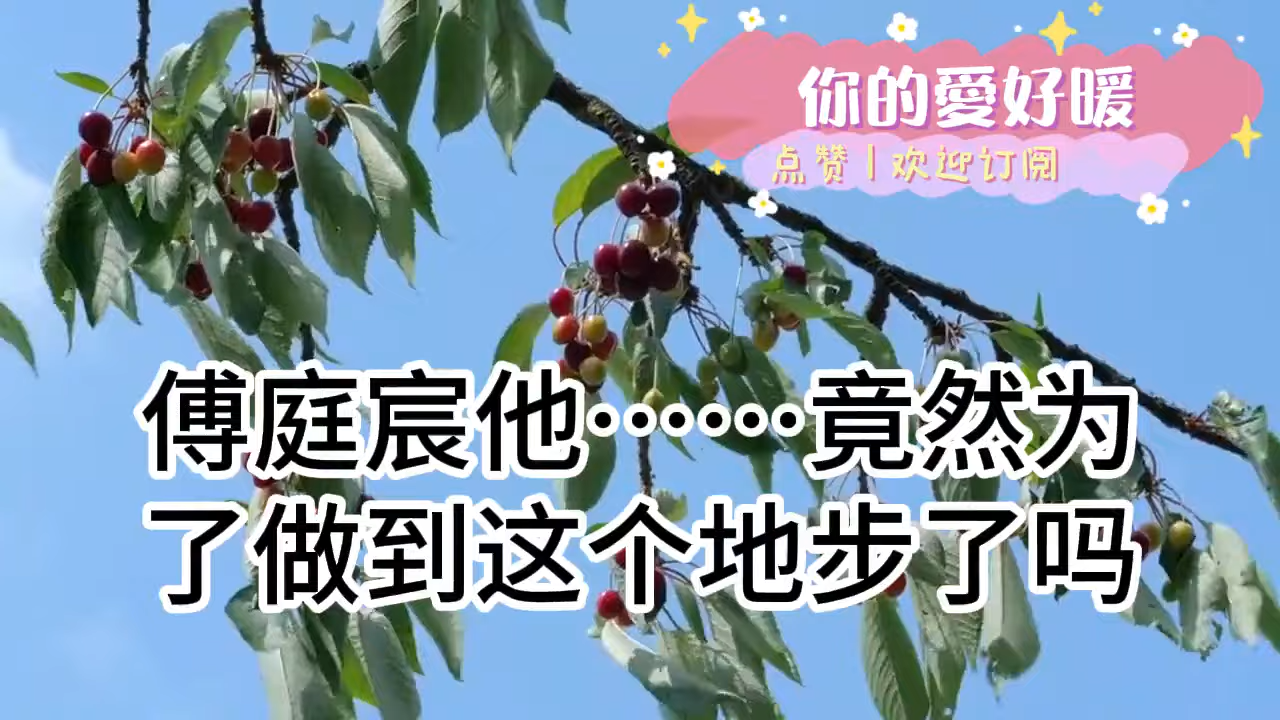 你的愛好暖
点赞|欢迎订阅
傅庭宸他……竟然为
了做到这个地步了吗